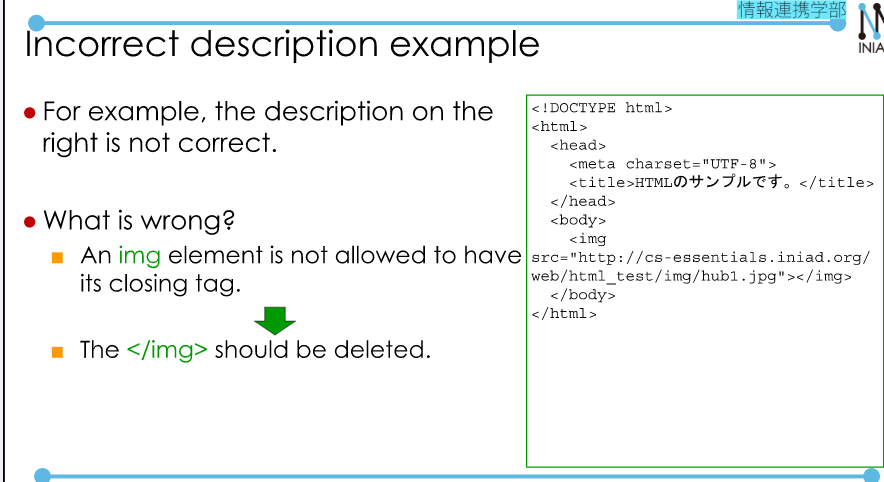 情報連携学部
INIA
Incorrect description example
For example, the description on the
right is not correct.
What is wrong?
An img element is not allowed to have
its closing tag.
The </img> should be deleted.
<!DOCTYPE html>
<html>
<head>
<meta charset="UTF-8">
<title>HTMLのサンプルです。</title>
</head>
<body>
<img
src="http://cs-essentials.iniad.org/
web/html_test/img/hub1.jpg"></img>
</body>
</html>